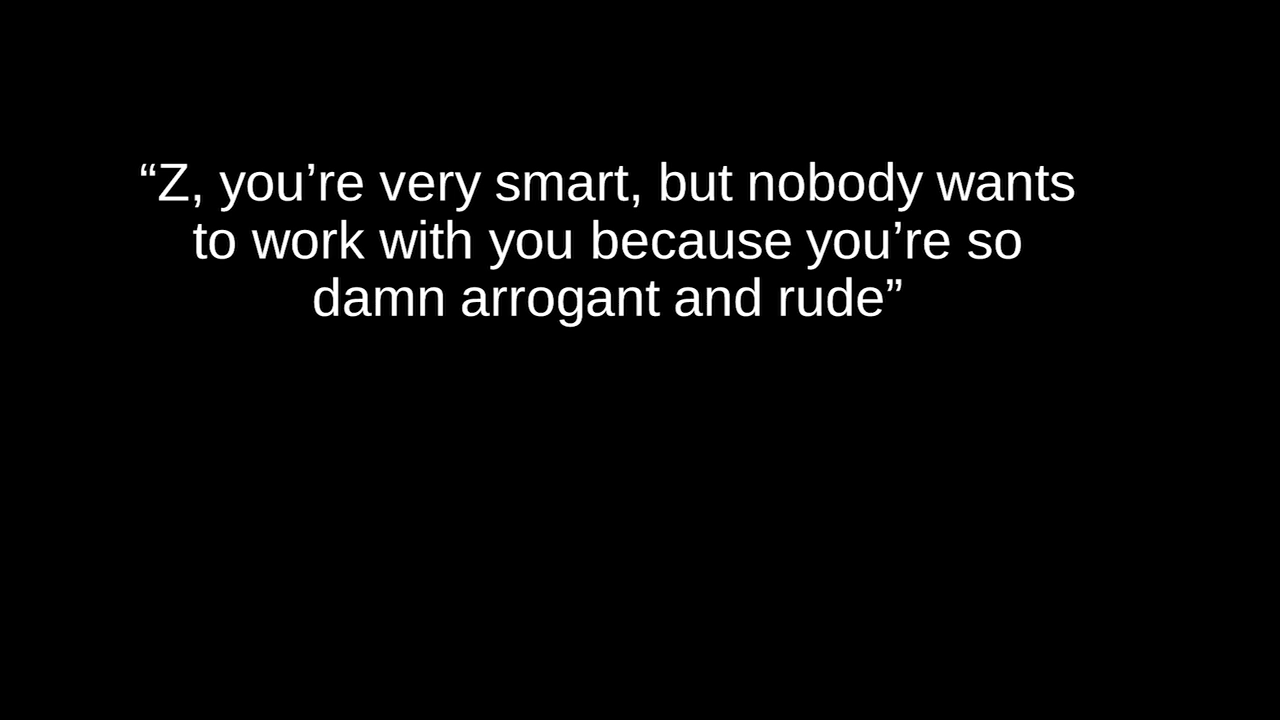 “Z, you’re very smart, but nobody wants
to work with you because you’re so
damn arrogant and rude”